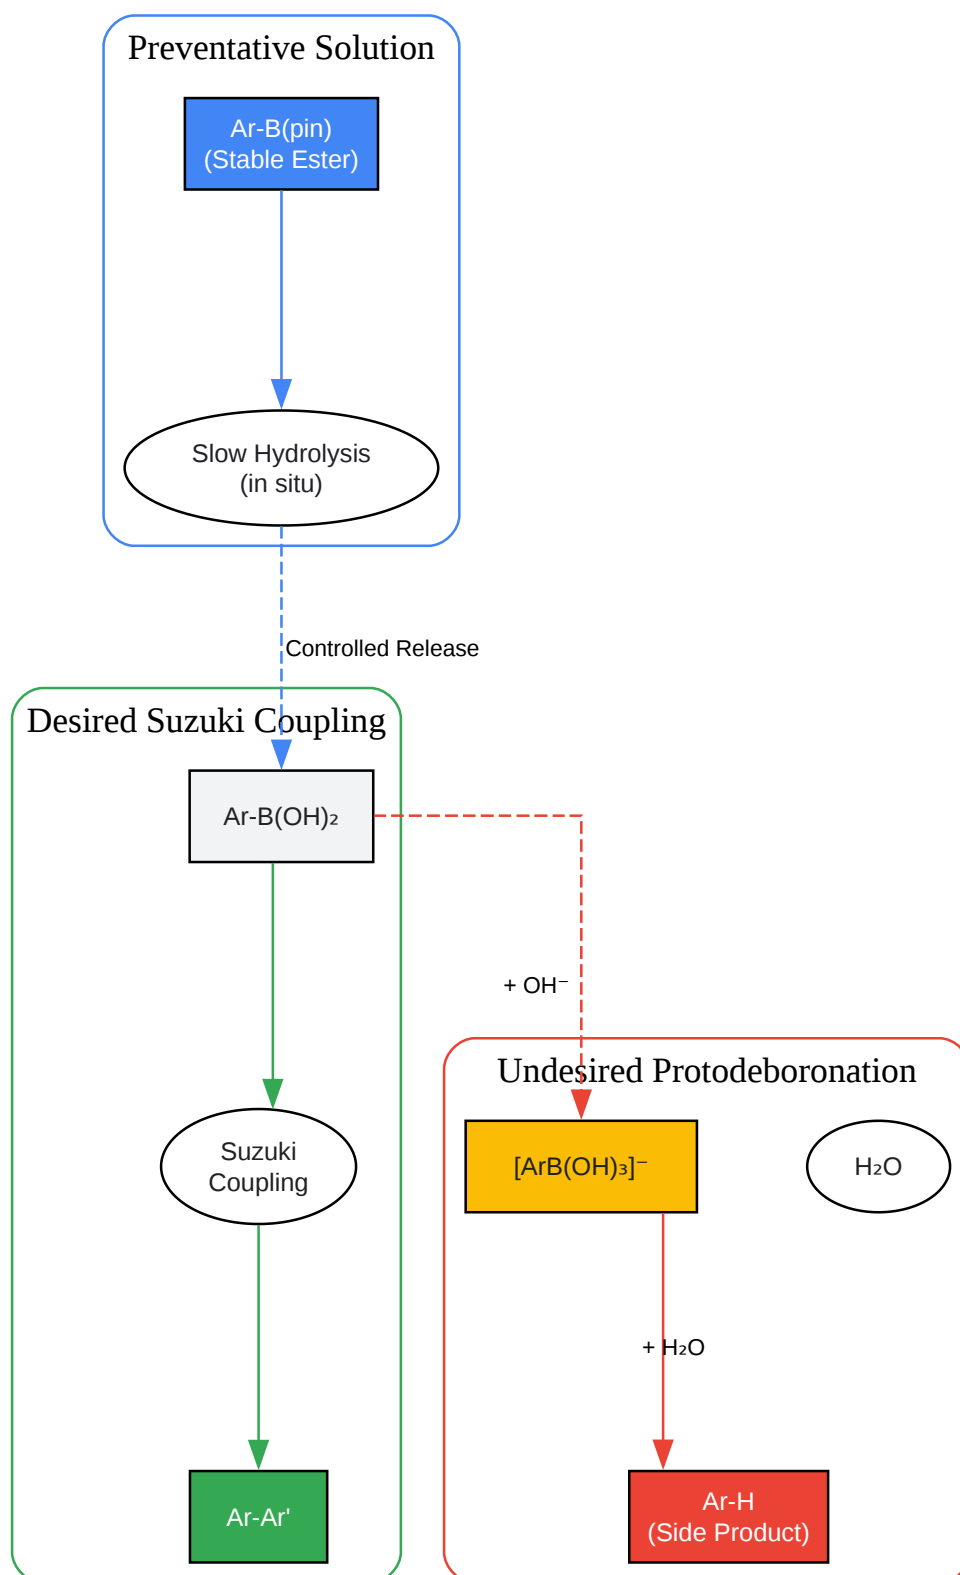 Preventative Solution
Ar-B(pin)
(Stable Ester)
Slow Hydrolysis
(in situ)
Controlled Release
Desired Suzuki Coupling
Ar-B(OH)₂
+ OH⁻
Undesired Protodeboronation
Suzuki
Coupling
[ArB(OH)₃]⁻
H₂O
+ H₂O
Ar-Ar'
Ar-H
(Side Product)